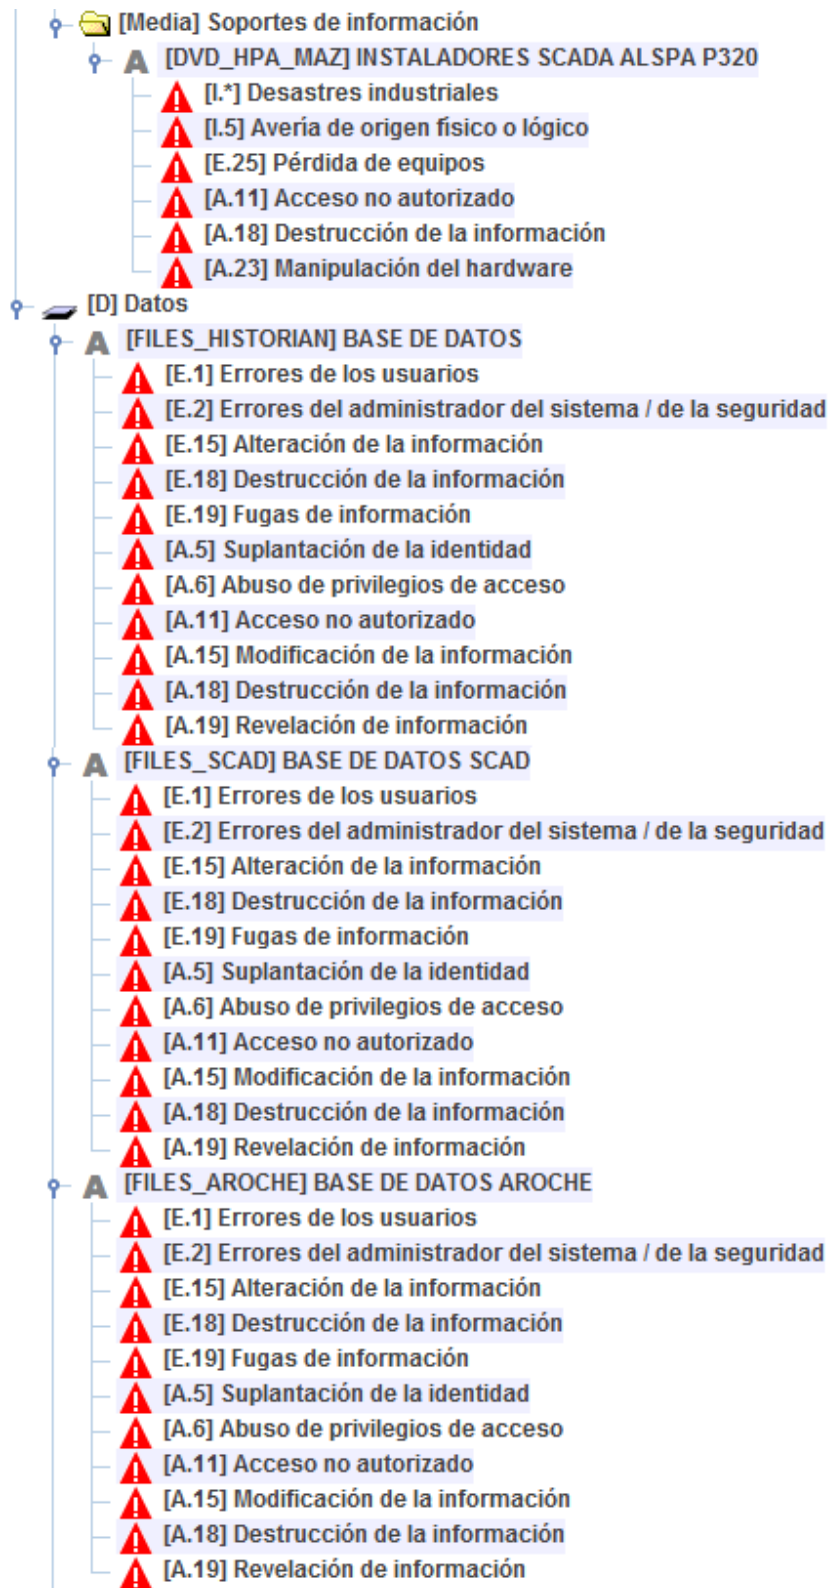 [Media] Soportes de información
A [DVD_HPA_MAZ] INSTALADORES SCADA ALSPA P320
[I.*] Desastres industriales
[I.5] Avería de origen físico o lógico
[E.25] Pérdida de equipos
[A.11] Acceso no autorizado
[A.18] Destrucción de la información
[A.23] Manipulación del hardware
[D] Datos
A [FILES_HISTORIAN] BASE DE DATOS
[E.1] Errores de los usuarios
[E.2] Errores del administrador del sistema / de la seguridad
[E.15] Alteración de la información
[E.18] Destrucción de la información
[E.19] Fugas de información
[A.5] Suplantación de la identidad
[A.6] Abuso de privilegios de acceso
[A.11] Acceso no autorizado
[A.15] Modificación de la información
[A.18] Destrucción de la información
[A.19] Revelación de información
A [FILES_SCAD] BASE DE DATOS SCAD
[E.1] Errores de los usuarios
[E.2] Errores del administrador del sistema / de la seguridad
[E.15] Alteración de la información
[E.18] Destrucción de la información
[E.19] Fugas de información
[A.5] Suplantación de la identidad
[A.6] Abuso de privilegios de acceso
[A.11] Acceso no autorizado
[A.15] Modificación de la información
[A.18] Destrucción de la información
[A.19] Revelación de información
A [FILES_AROCHE] BASE DE DATOS AROCHE
[E.1] Errores de los usuarios
[E.2] Errores del administrador del sistema / de la seguridad
[E.15] Alteración de la información
[E.18] Destrucción de la información
[E.19] Fugas de información
[A.5] Suplantación de la identidad
[A.6] Abuso de privilegios de acceso
[A.11] Acceso no autorizado
[A.15] Modificación de la información
[A.18] Destrucción de la información
[A.19] Revelación de información